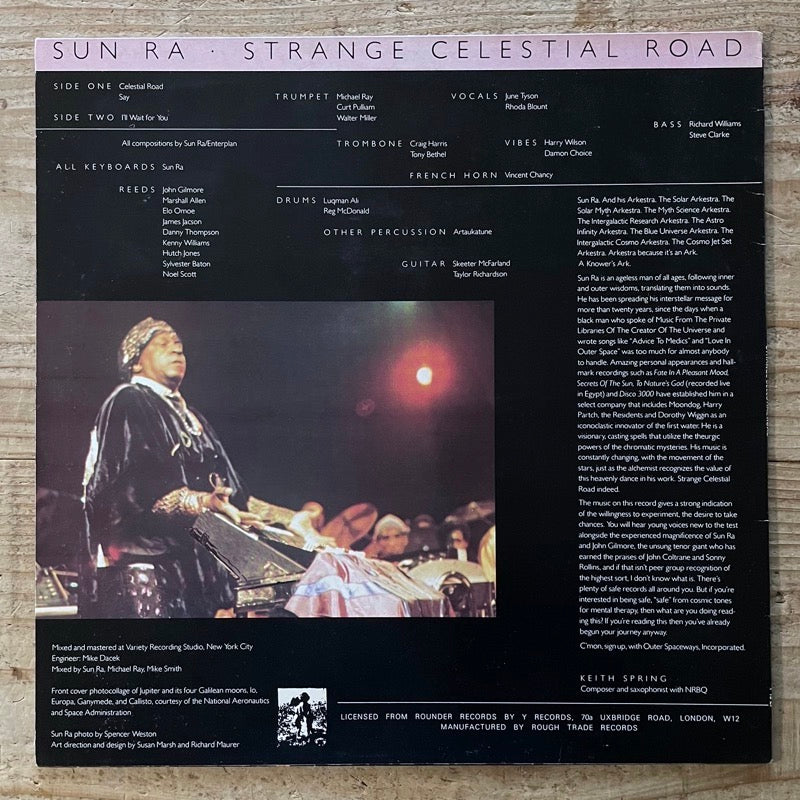 SUN RA · STRANGE CELESTIAL ROAD
SIDE ONE Celestial Road
Say
SIDE TWO I'll Wait for You
All compositions by Sun Ra/Enterplan
ALL KEYBOARDS Sun Ra
REEDS John Gilmore
Marshall Allen
Elo Omoe
James Jacson
Danny Thompson
Kenny Williams
Hutch Jones
Sylvester Baton
Noel Scott
TRUMPET Michael Ray
Curt Pulliam
Walter Miller
VOCALS June Tyson
Rhoda Blount
TROMBONE Craig Harris
Tony Bethel
VIBES Harry Wilson
Damon Choice
BASS Richard Williams
Steve Clarke
FRENCH HORN Vincent Chancy
DRUMS Luqman Ali
Reg McDonald
OTHER PERCUSSION Artaukatune
GUITAR Skeeter McFarland
Taylor Richardson
Sun Ra. And his Arkestra. The Solar Arkestra. The
Solar Myth Arkestra. The Myth Science Arkestra.
The Intergalactic Research Arkestra. The Astro
Infinity Arkestra. The Blue Universe Arkestra. The
Intergalactic Cosmo Arkestra. The Cosmo Jet Set
Arkestra. Arkestra because it's an Ark.
A Knower's Ark.
Sun Ra is an ageless man of all ages, following inner
and outer wisdoms, translating them into sounds.
He has been spreading his interstellar message for
more than twenty years, since the days when a
black man who spoke of Music From The Private
Libraries Of The Creator Of The Universe and
wrote songs like "Advice To Medics" and "Love In
Outer Space" was too much for almost anybody
to handle. Amazing personal appearances and hall-
mark recordings such as Fate In A Pleasant Mood,
Secrets Of The Sun, To Nature's God (recorded live
in Egypt) and Disco 3000 have established him in a
select company that includes Moondog, Harry
Partch, the Residents and Dorothy Wiggin as an
iconoclastic innovator of the first water. He is a
visionary, casting spells that utilize the theurgic
powers of the chromatic mysteries. His music is
constantly changing, with the movement of the
stars, just as the alchemist recognizes the value of
this heavenly dance in his work. Strange Celestial
Road indeed.
The music on this record gives a strong indication
of the willingness to experiment, the desire to take
chances. You will hear young voices new to the test
alongside the experienced magnificence of Sun Ra
and John Gilmore, the unsung tenor giant who has
earned the praises of John Coltrane and Sonny
Rollins, and if that isn't peer group recognition of
the highest sort, I don't know what is. There's
plenty of safe records all around you. But if you're
interested in being safe, "safe" from cosmic tones
for mental therapy, then what are you doing read-
ing this? If you're reading this then you've already
begun your journey anyway.
C'mon, sign up, with Outer Spaceways, Incorporated.
KEITH SPRING
Composer and saxophonist with NRBQ
Mixed and mastered at Variety Recording Studio, New York City
Engineer: Mike Dacek
Mixed by Sun Ra, Michael Ray, Mike Smith
Front cover photocollage of Jupiter and its four Galilean moons, Io,
Europa, Ganymede, and Callisto, courtesy of the National Aeronautics
and Space Administration
Sun Ra photo by Spencer Weston
Art direction and design by Susan Marsh and Richard Maurer
LICENSED FROM ROUNDER RECORDS BY Y RECORDS, 70a UXBRIDGE ROAD, LONDON, W12
MANUFACTURED BY ROUGH TRADE RECORDS